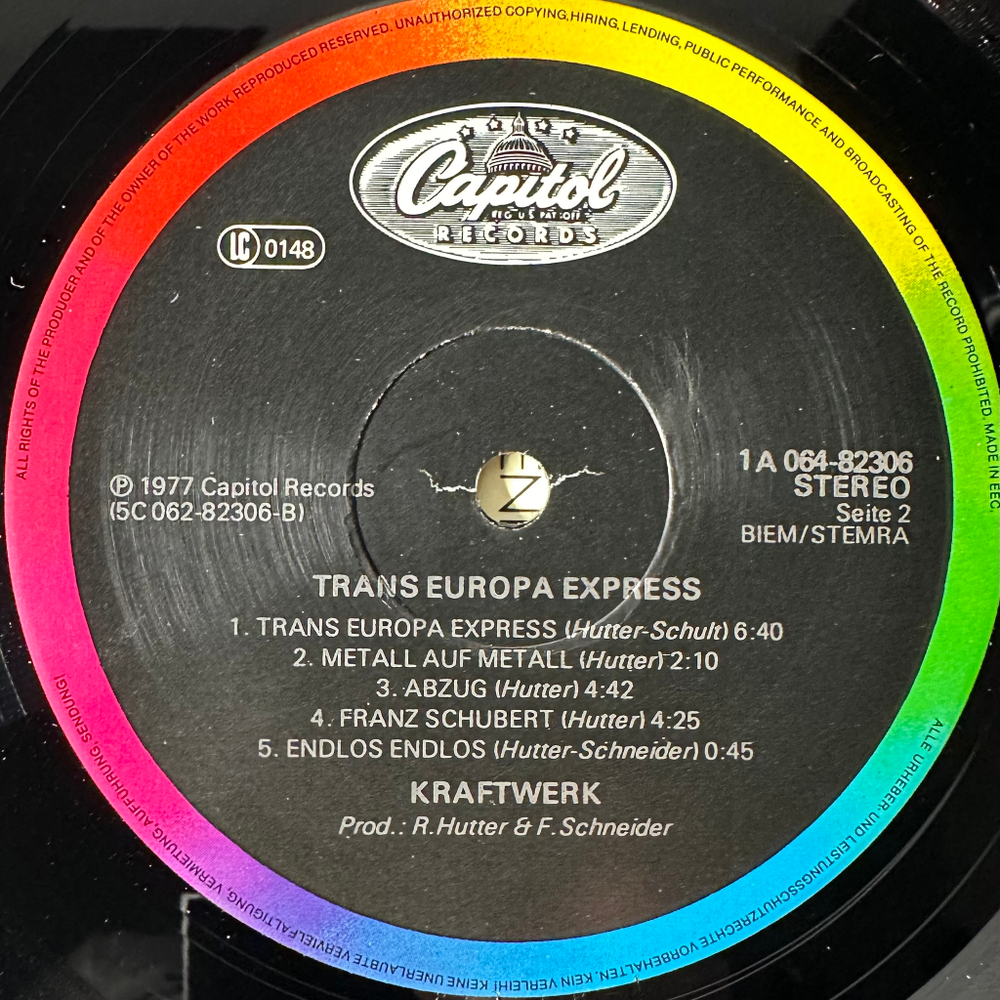 ALL RIGHTS OF THE PRODUCER AND OF THE OWNER OF THE WORK REPRODUCED RESERVED. UNAUTHORIZED COPYING, HIRING, LENDING, PUBLIC PERFORMANCE AND BROADCASTING OF THE RECORD PROHIBITED. MADE IN EEC.
Capitol
REG. U.S. PAT. OFF.
RECORDS
LC 0148
℗ 1977 Capitol Records
(5C 062-82306-B)
1A 064-82306
STEREO
Seite 2
BIEM/STEMRA
TRANS EUROPA EXPRESS
1. TRANS EUROPA EXPRESS (Hutter-Schult) 6:40
2. METALL AUF METALL (Hutter) 2:10
3. ABZUG (Hutter) 4:42
4. FRANZ SCHUBERT (Hutter) 4:25
5. ENDLOS ENDLOS (Hutter-Schneider) 0:45
KRAFTWERK
Prod.: R. Hutter & F. Schneider
ALLE URHEBER- UND LEISTUNGSSCHUTZRECHTE VORBEHALTEN. KEIN VERLEIH! KEINE UNERLAUBTE VERVIELFÄLTIGUNG, VERMIETUNG, AUFFÜHRUNG, SENDUNG!